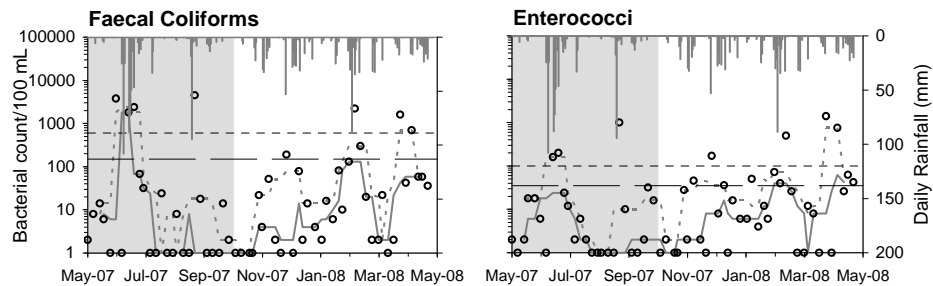 Faecal Coliforms
Enterococci
Bacterial count/100 mL
100000
10000
1000
100
10
1
May-07 Jul-07 Sep-07 Nov-07 Jan-08 Mar-08 May-08
May-07 Jul-07 Sep-07 Nov-07 Jan-08 Mar-08 May-08
0
50
100
150
200
Daily Rainfall (mm)